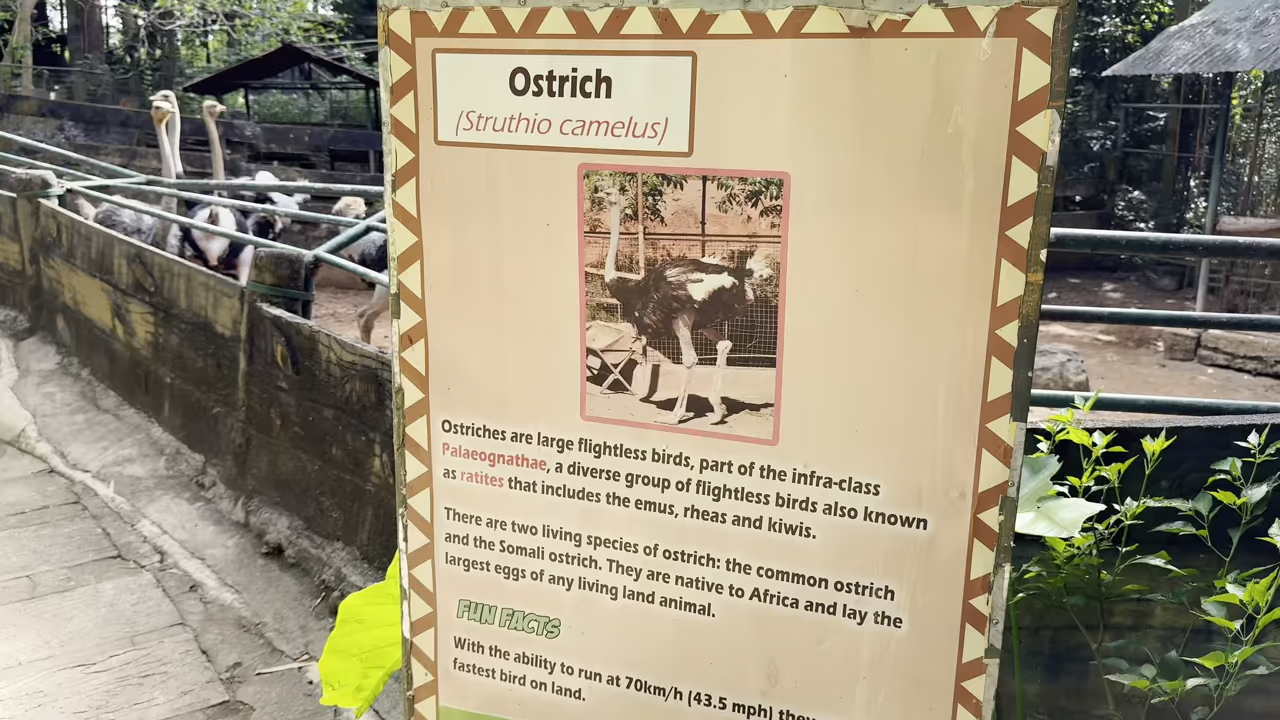 Ostrich
(Struthio camelus)
Ostriches are large flightless birds, part of the infra-class
Palaeognathae, a diverse group of flightless birds also known
as ratites that includes the emus, rheas and kiwis.
There are two living species of ostrich: the common ostrich
and the Somali ostrich. They are native to Africa and lay the
largest eggs of any living land animal.
FUN FACTS
With the ability to run at 70km/h (43.5 mph) they
fastest bird on land.